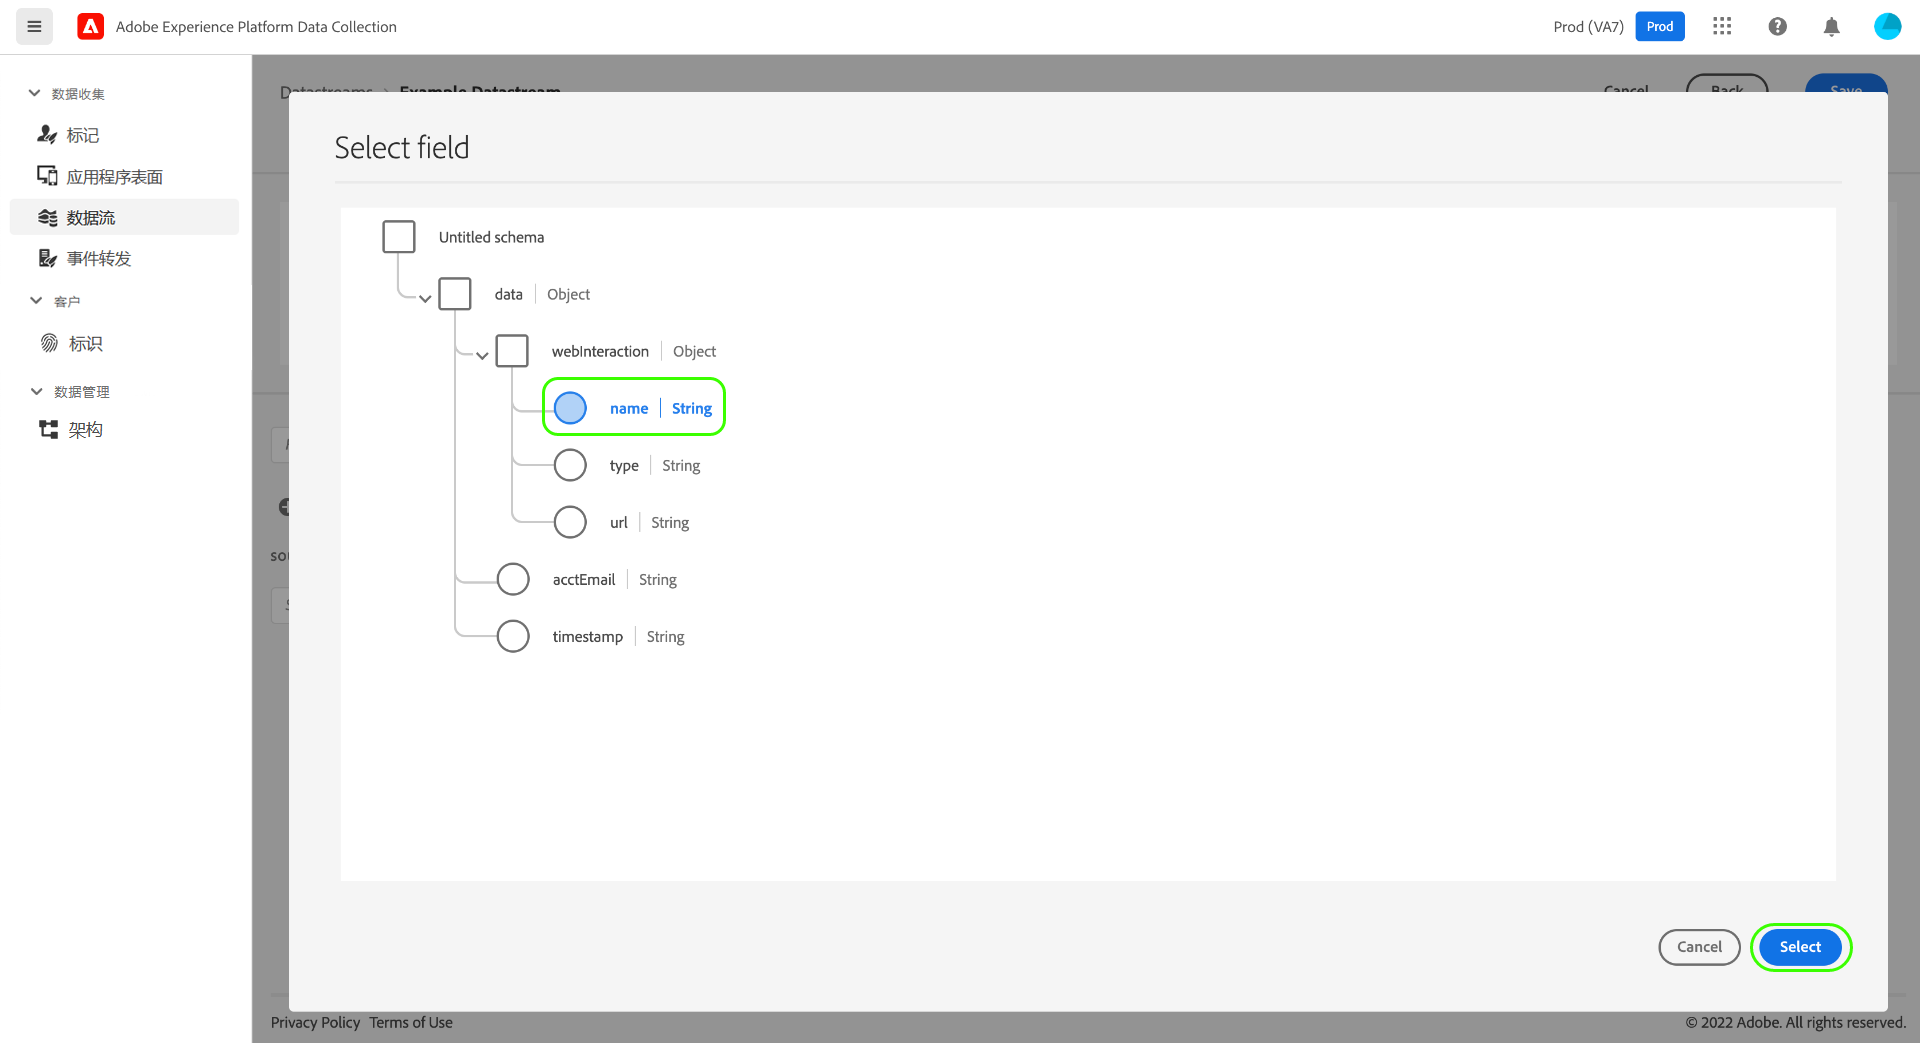 Adobe Experience Platform Data Collection
Prod (VA7)
Prod
数据收集
标记
应用程序表面
数据流
事件转发
客户
标识
数据管理
架构
Datastreams
Example Datastream
Cancel
Back
Save
Select field
Untitled schema
data Object
webInteraction Object
name String
type String
url String
acctEmail String
timestamp String
Cancel
Select
Privacy Policy Terms of Use
© 2022 Adobe. All rights reserved.